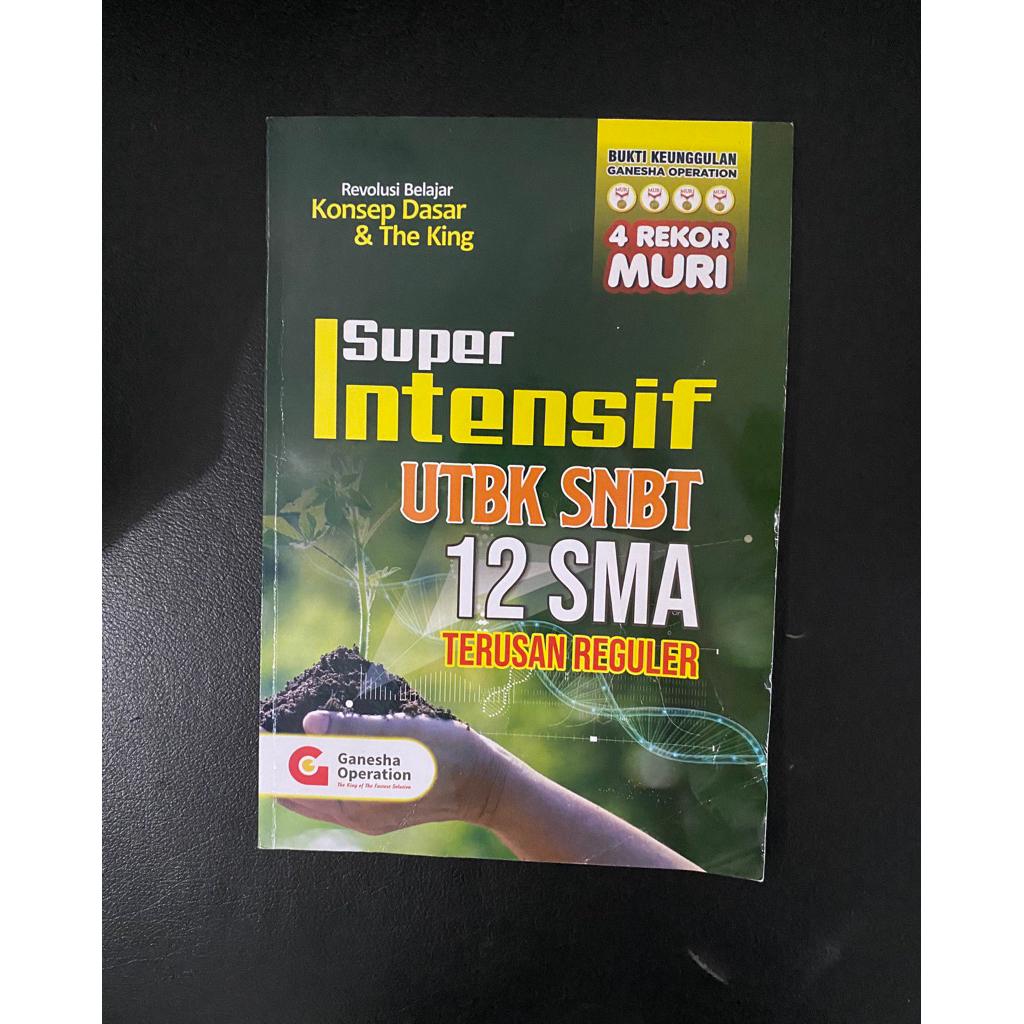 Revolusi Belajar
Konsep Dasar
& The King
BUKTI KEUNGGULAN
GANESHA OPERATION
MURI MURI MURI MURI
4 REKOR
MURI
Super
Intensif
UTBK SNBT
12 SMA
TERUSAN REGULER
Ganesha
Operation
The King of The Fastest Solution